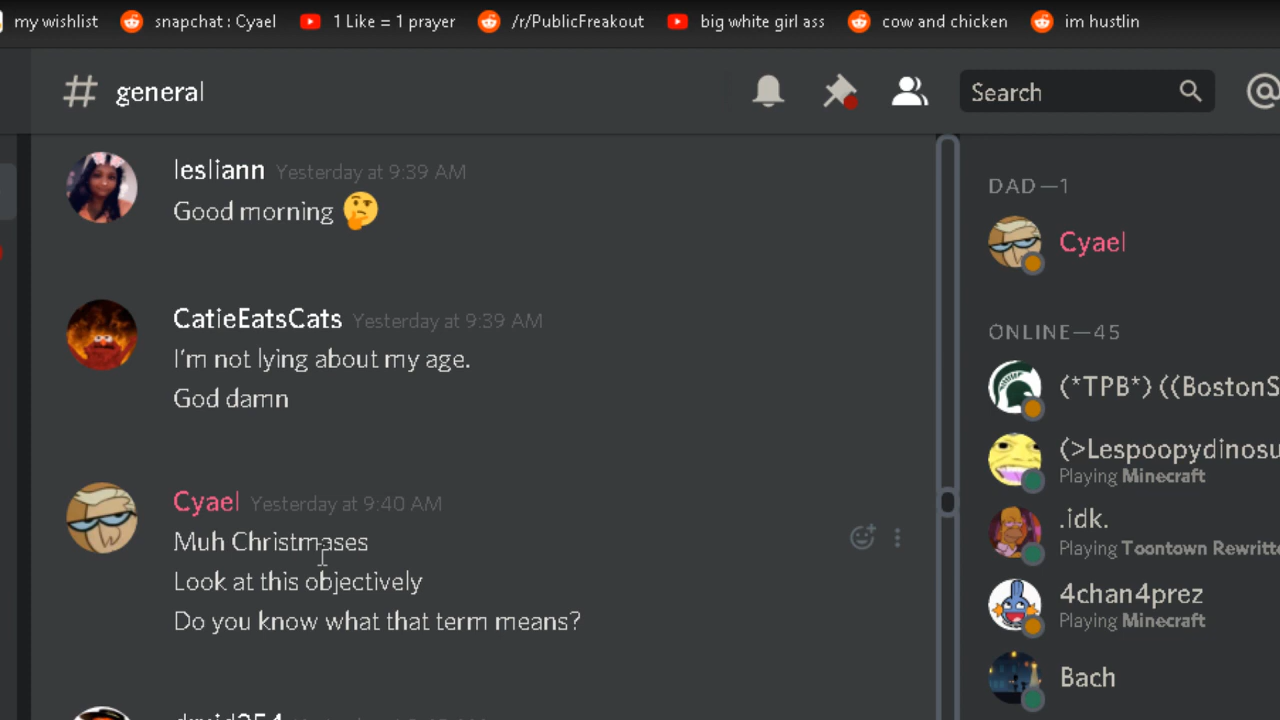 my wishlist snapchat : Cyael 1 Like = 1 prayer /r/PublicFreakout big white girl ass cow and chicken im hustlin
# general
Search
lesliann Yesterday at 9:39 AM
Good morning
CatieEatsCats Yesterday at 9:39 AM
I'm not lying about my age.
God damn
Cyael Yesterday at 9:40 AM
Muh Christmases
Look at this objectively
Do you know what that term means?
DAD—1
Cyael
ONLINE—45
(*TPB*) ((BostonS
(>Lespoopydinosu
Playing Minecraft
.idk.
Playing Toontown Rewritte
4chan4prez
Playing Minecraft
Bach